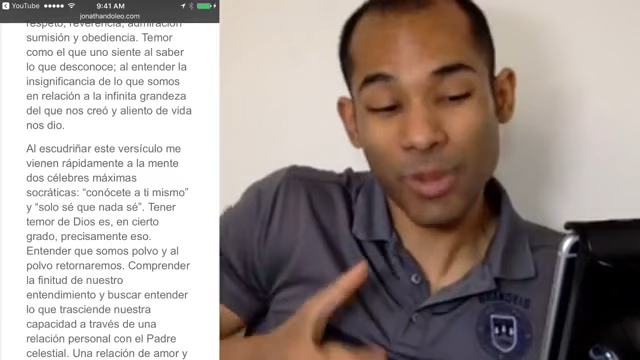 YouTube 9:41 AM
jonathandoleo.com
respeto, reverencia, admiración
sumisión y obediencia. Temor
como el que uno siente al saber
lo que desconoce; al entender la
insignificancia de lo que somos
en relación a la infinita grandeza
del que nos creó y aliento de vida
nos dio.
Al escudriñar este versículo me
vienen rápidamente a la mente
dos célebres máximas
socráticas: “conócete a ti mismo”
y “solo sé que nada sé”. Tener
temor de Dios es, en cierto
grado, precisamente eso.
Entender que somos polvo y al
polvo retornaremos. Comprender
la finitud de nuestro
entendimiento y buscar entender
lo que trasciende nuestra
capacidad a través de una
relación personal con el Padre
celestial. Una relación de amor y